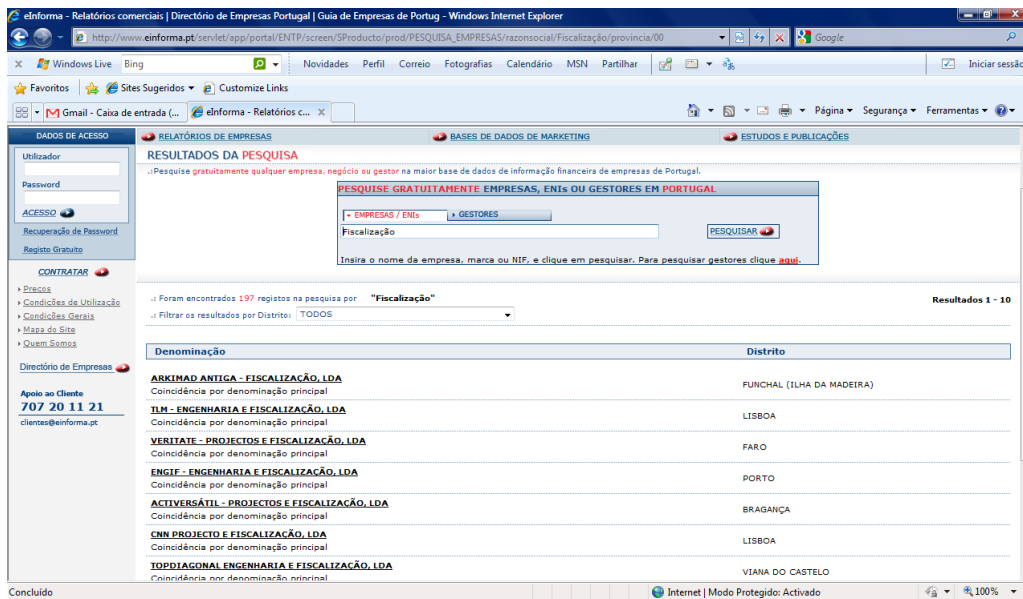 eInforma - Relatórios comerciais | Directório de Empresas Portugal | Guia de Empresas de Portug - Windows Internet Explorer
http://www.einforma.pt/servlet/app/portal/ENTP/screen/SProducto/prod/PESQUISA_EMPRESAS/razonsocial/Fiscalização/provincia/00
Google
x Windows Live Bing Novidades Perfil Correio Fotografias Calendário MSN Partilhar Iniciar sessão
Favoritos Sites Sugeridos Customize Links
Gmail - Caixa de entrada (... eInforma - Relatórios c... X Página Segurança Ferramentas
DADOS DE ACESSO
Utilizador
Password
ACESSO
Recuperação de Password
Registo Gratuito
CONTRATAR
Preços
Condições de Utilização
Condições Gerais
Mapa do Site
Quem Somos
Directório de Empresas
Apoio ao Cliente
707 20 11 21
clientes@einforma.pt
RELATÓRIOS DE EMPRESAS BASES DE DADOS DE MARKETING ESTUDOS E PUBLICAÇÕES
RESULTADOS DA PESQUISA
.:Pesquise gratuitamente qualquer empresa, negócio ou gestor na maior base de dados de informação financeira de empresas de Portugal.
PESQUISE GRATUITAMENTE EMPRESAS, ENIs OU GESTORES EM PORTUGAL
EMPRESAS / ENIs GESTORES
Fiscalização PESQUISAR
Insira o nome da empresa, marca ou NIF, e clique em pesquisar. Para pesquisar gestores clique aqui.
.: Foram encontrados 197 registos na pesquisa por "Fiscalização" Resultados 1 - 10
.: Filtrar os resultados por Distrito: TODOS
Denominação Distrito
ARKIMAD ANTIGA - FISCALIZAÇÃO, LDA
Coincidência por denominação principal
FUNCHAL (ILHA DA MADEIRA)
TLM - ENGENHARIA E FISCALIZAÇÃO, LDA
Coincidência por denominação principal
LISBOA
VERITATE - PROJECTOS E FISCALIZAÇÃO, LDA
Coincidência por denominação principal
FARO
ENGIF - ENGENHARIA E FISCALIZAÇÃO, LDA
Coincidência por denominação principal
PORTO
ACTIVERSÁTIL - PROJECTOS E FISCALIZAÇÃO, LDA
Coincidência por denominação principal
BRAGANÇA
CNN PROJECTO E FISCALIZAÇÃO, LDA
Coincidência por denominação principal
LISBOA
TOPDIAGONAL ENGENHARIA E FISCALIZAÇÃO, LDA
Coincidência por denominação principal
VIANA DO CASTELO
Concluído Internet | Modo Protegido: Activado 100%